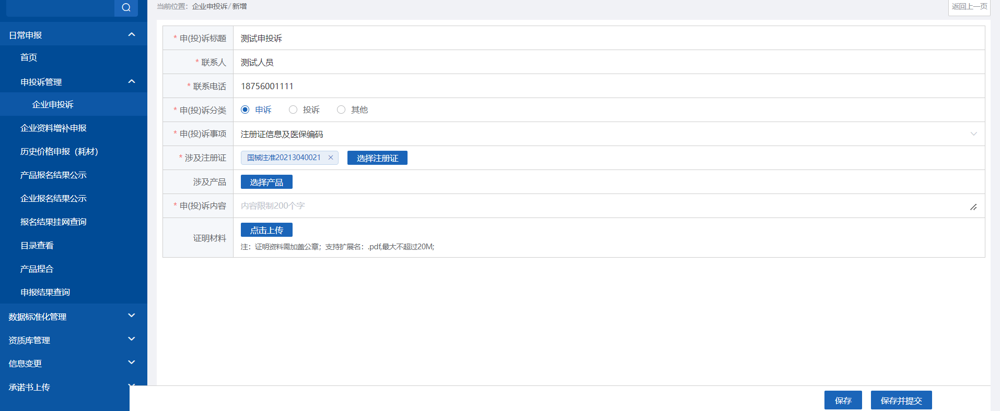 当前位置：企业申投诉/新增
返回上一页
日常申报
首页
申投诉管理
企业申投诉
企业资料增补申报
历史价格申报（耗材）
产品报名结果公示
企业报名结果公示
报名结果挂网查询
目录查看
产品捏合
申报结果查询
数据标准化管理
资质库管理
信息变更
承诺书上传
* 申(投)诉标题 测试申投诉
* 联系人 测试人员
* 联系电话 18756001111
* 申(投)诉分类 申诉 投诉 其他
* 申(投)诉事项 注册证信息及医保编码
* 涉及注册证 国械注准20213040021 × 选择注册证
涉及产品 选择产品
* 申(投)诉内容 内容限制200个字
证明材料 点击上传
注：证明资料需加盖公章；支持扩展名：.pdf,最大不超过20M;
保存 保存并提交